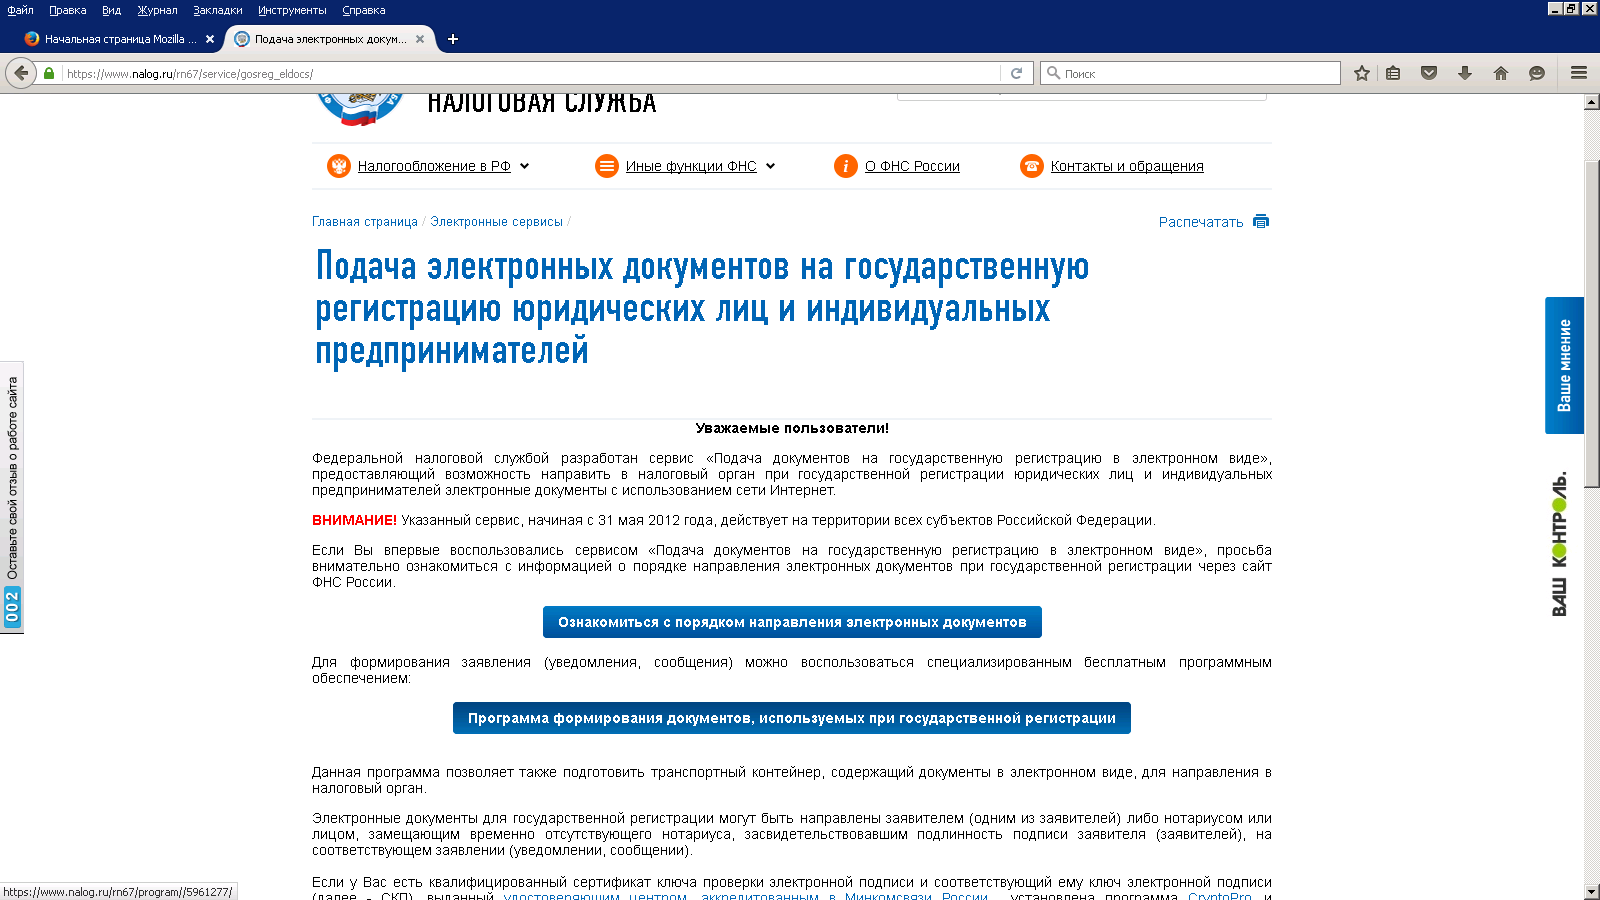 Файл Правка Вид Журнал Закладки Инструменты Справка
Начальная страница Mozilla ...
Подача электронных докум...
https://www.nalog.ru/rn67/service/gosreg_eldocs/
Поиск
НАЛОГОВАЯ СЛУЖБА
Налогообложение в РФ
Иные функции ФНС
О ФНС России
Контакты и обращения
Главная страница / Электронные сервисы /
Распечатать
Подача электронных документов на государственную
регистрацию юридических лиц и индивидуальных
предпринимателей
Уважаемые пользователи!
Федеральной налоговой службой разработан сервис «Подача документов на государственную регистрацию в электронном виде»,
предоставляющий возможность направить в налоговый орган при государственной регистрации юридических лиц и индивидуальных
предпринимателей электронные документы с использованием сети Интернет.
ВНИМАНИЕ! Указанный сервис, начиная с 31 мая 2012 года, действует на территории всех субъектов Российской Федерации.
Если Вы впервые воспользовались сервисом «Подача документов на государственную регистрацию в электронном виде», просьба
внимательно ознакомиться с информацией о порядке направления электронных документов при государственной регистрации через сайт
ФНС России.
Ознакомиться с порядком направления электронных документов
Для формирования заявления (уведомления, сообщения) можно воспользоваться специализированным бесплатным программным
обеспечением:
Программа формирования документов, используемых при государственной регистрации
Данная программа позволяет также подготовить транспортный контейнер, содержащий документы в электронном виде, для направления в
налоговый орган.
Электронные документы для государственной регистрации могут быть направлены заявителем (одним из заявителей) либо нотариусом или
лицом, замещающим временно отсутствующего нотариуса, засвидетельствовавшим подлинность подписи заявителя (заявителей), на
соответствующем заявлении (уведомлении, сообщении).
Если у Вас есть квалифицированный сертификат ключа проверки электронной подписи и соответствующий ему ключ электронной подписи
(далее - СКП), выданный удостоверяющим центром, аккредитованным в Минкомсвязи России, установлена программа CryptoPro и
Оставьте свой отзыв о работе сайта
002
Ваше мнение
ВАШ КОНТРОЛЬ.
https://www.nalog.ru/rn67/program//5961277/